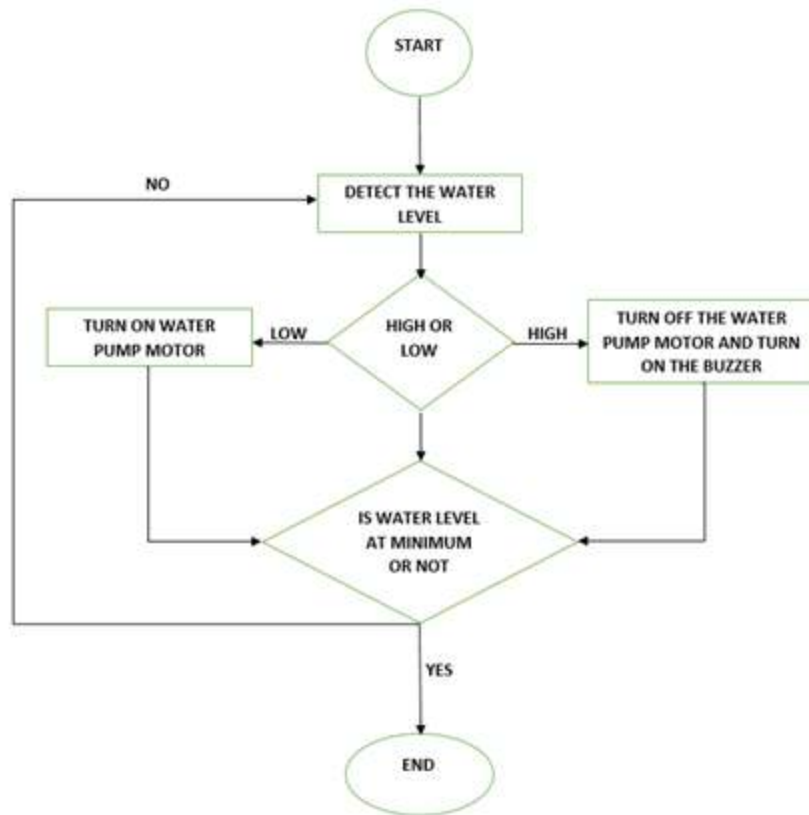 START
NO
DETECT THE WATER
LEVEL
TURN ON WATER
PUMP MOTOR
LOW
HIGH OR
LOW
HIGH
TURN OFF THE WATER
PUMP MOTOR AND TURN
ON THE BUZZER
IS WATER LEVEL
AT MINIMUM
OR NOT
YES
END